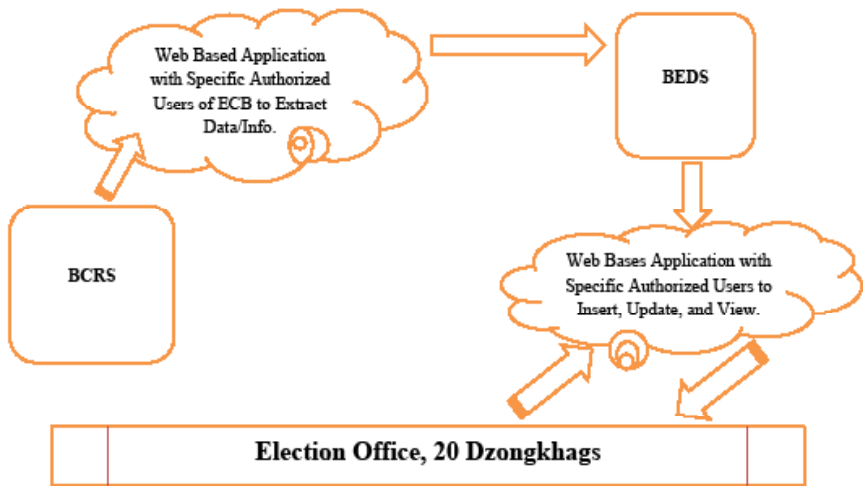 Web Based Application
with Specific Authorized
Users of ECB to Extract
Data/Info.
BEDS
BCRS
Web Bases Application with
Specific Authorized Users to
Insert, Update, and View.
Election Office, 20 Dzongkhags